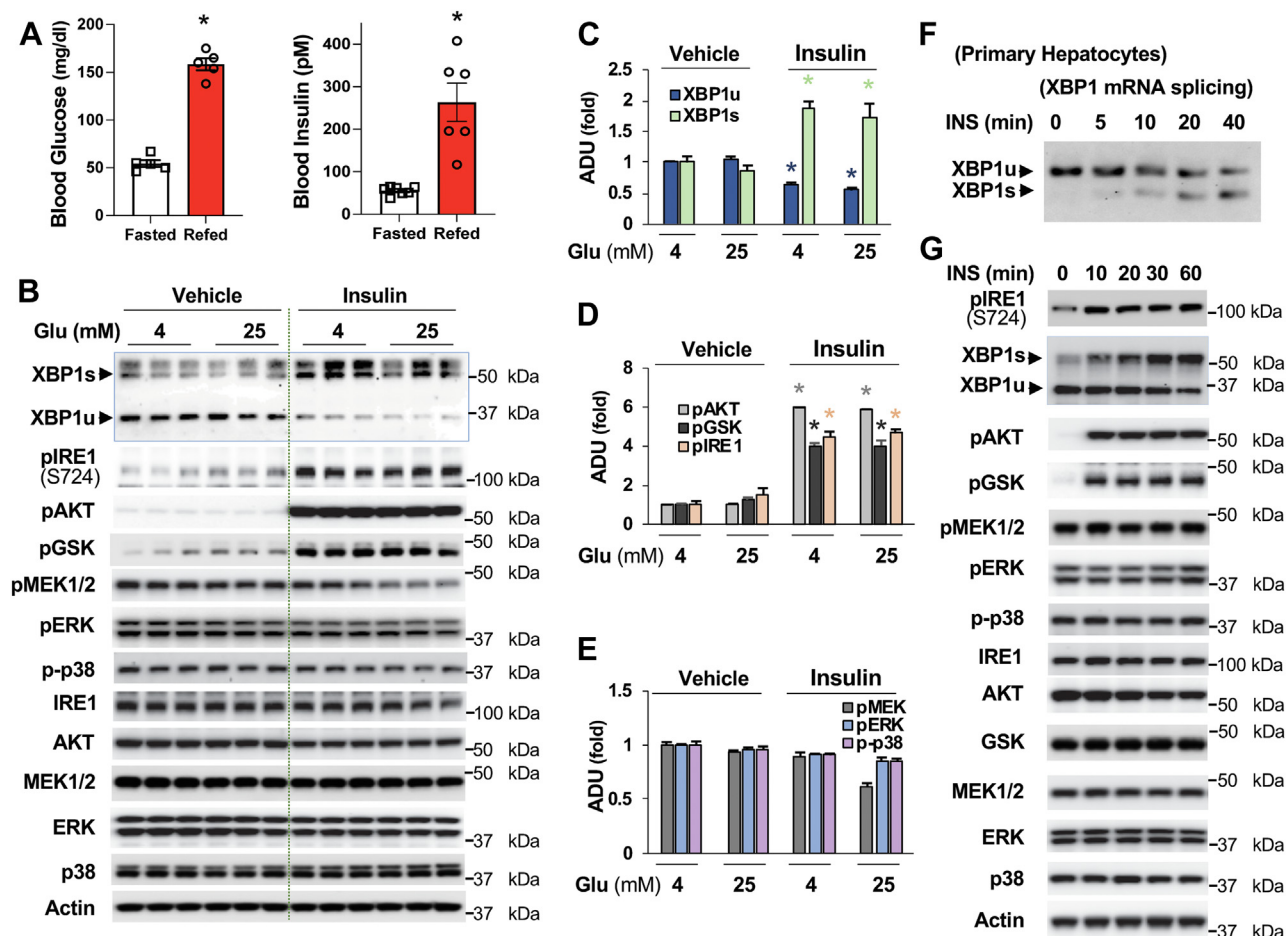 A
Blood Glucose (mg/dl)
200
150
100
50
0
*
Fasted Refed
Blood Insulin (pM)
400
300
200
100
0
*
Fasted Refed
B
Vehicle Insulin
Glu (mM) 4 25 4 25
XBP1s
50 kDa
XBP1u
37 kDa
pIRE1
(S724)
100 kDa
pAKT
50 kDa
pGSK
50 kDa
pMEK1/2
pERK
37 kDa
p-p38
37 kDa
IRE1
100 kDa
AKT
50 kDa
MEK1/2
50 kDa
ERK
37 kDa
p38
37 kDa
Actin
37 kDa
C
Vehicle Insulin
XBP1u
XBP1s
ADU (fold)
2.5
2
1.5
1
0.5
0
* * * *
Glu (mM) 4 25 4 25
D
Vehicle Insulin
pAKT
pGSK
pIRE1
ADU (fold)
8
6
4
2
0
* * * * * *
Glu (mM) 4 25 4 25
E
Vehicle Insulin
pMEK
pERK
p-p38
ADU (fold)
1.5
1
0.5
0
Glu (mM) 4 25 4 25
F
(Primary Hepatocytes)
(XBP1 mRNA splicing)
INS (min) 0 5 10 20 40
XBP1u
XBP1s
G
INS (min) 0 10 20 30 60
pIRE1
(S724)
100 kDa
XBP1s
50 kDa
XBP1u
37 kDa
pAKT
50 kDa
50 kDa
pGSK
50 kDa
pMEK1/2
pERK
37 kDa
p-p38
37 kDa
IRE1
100 kDa
AKT
50 kDa
50 kDa
GSK
50 kDa
MEK1/2
ERK
37 kDa
p38
37 kDa
Actin
37 kDa